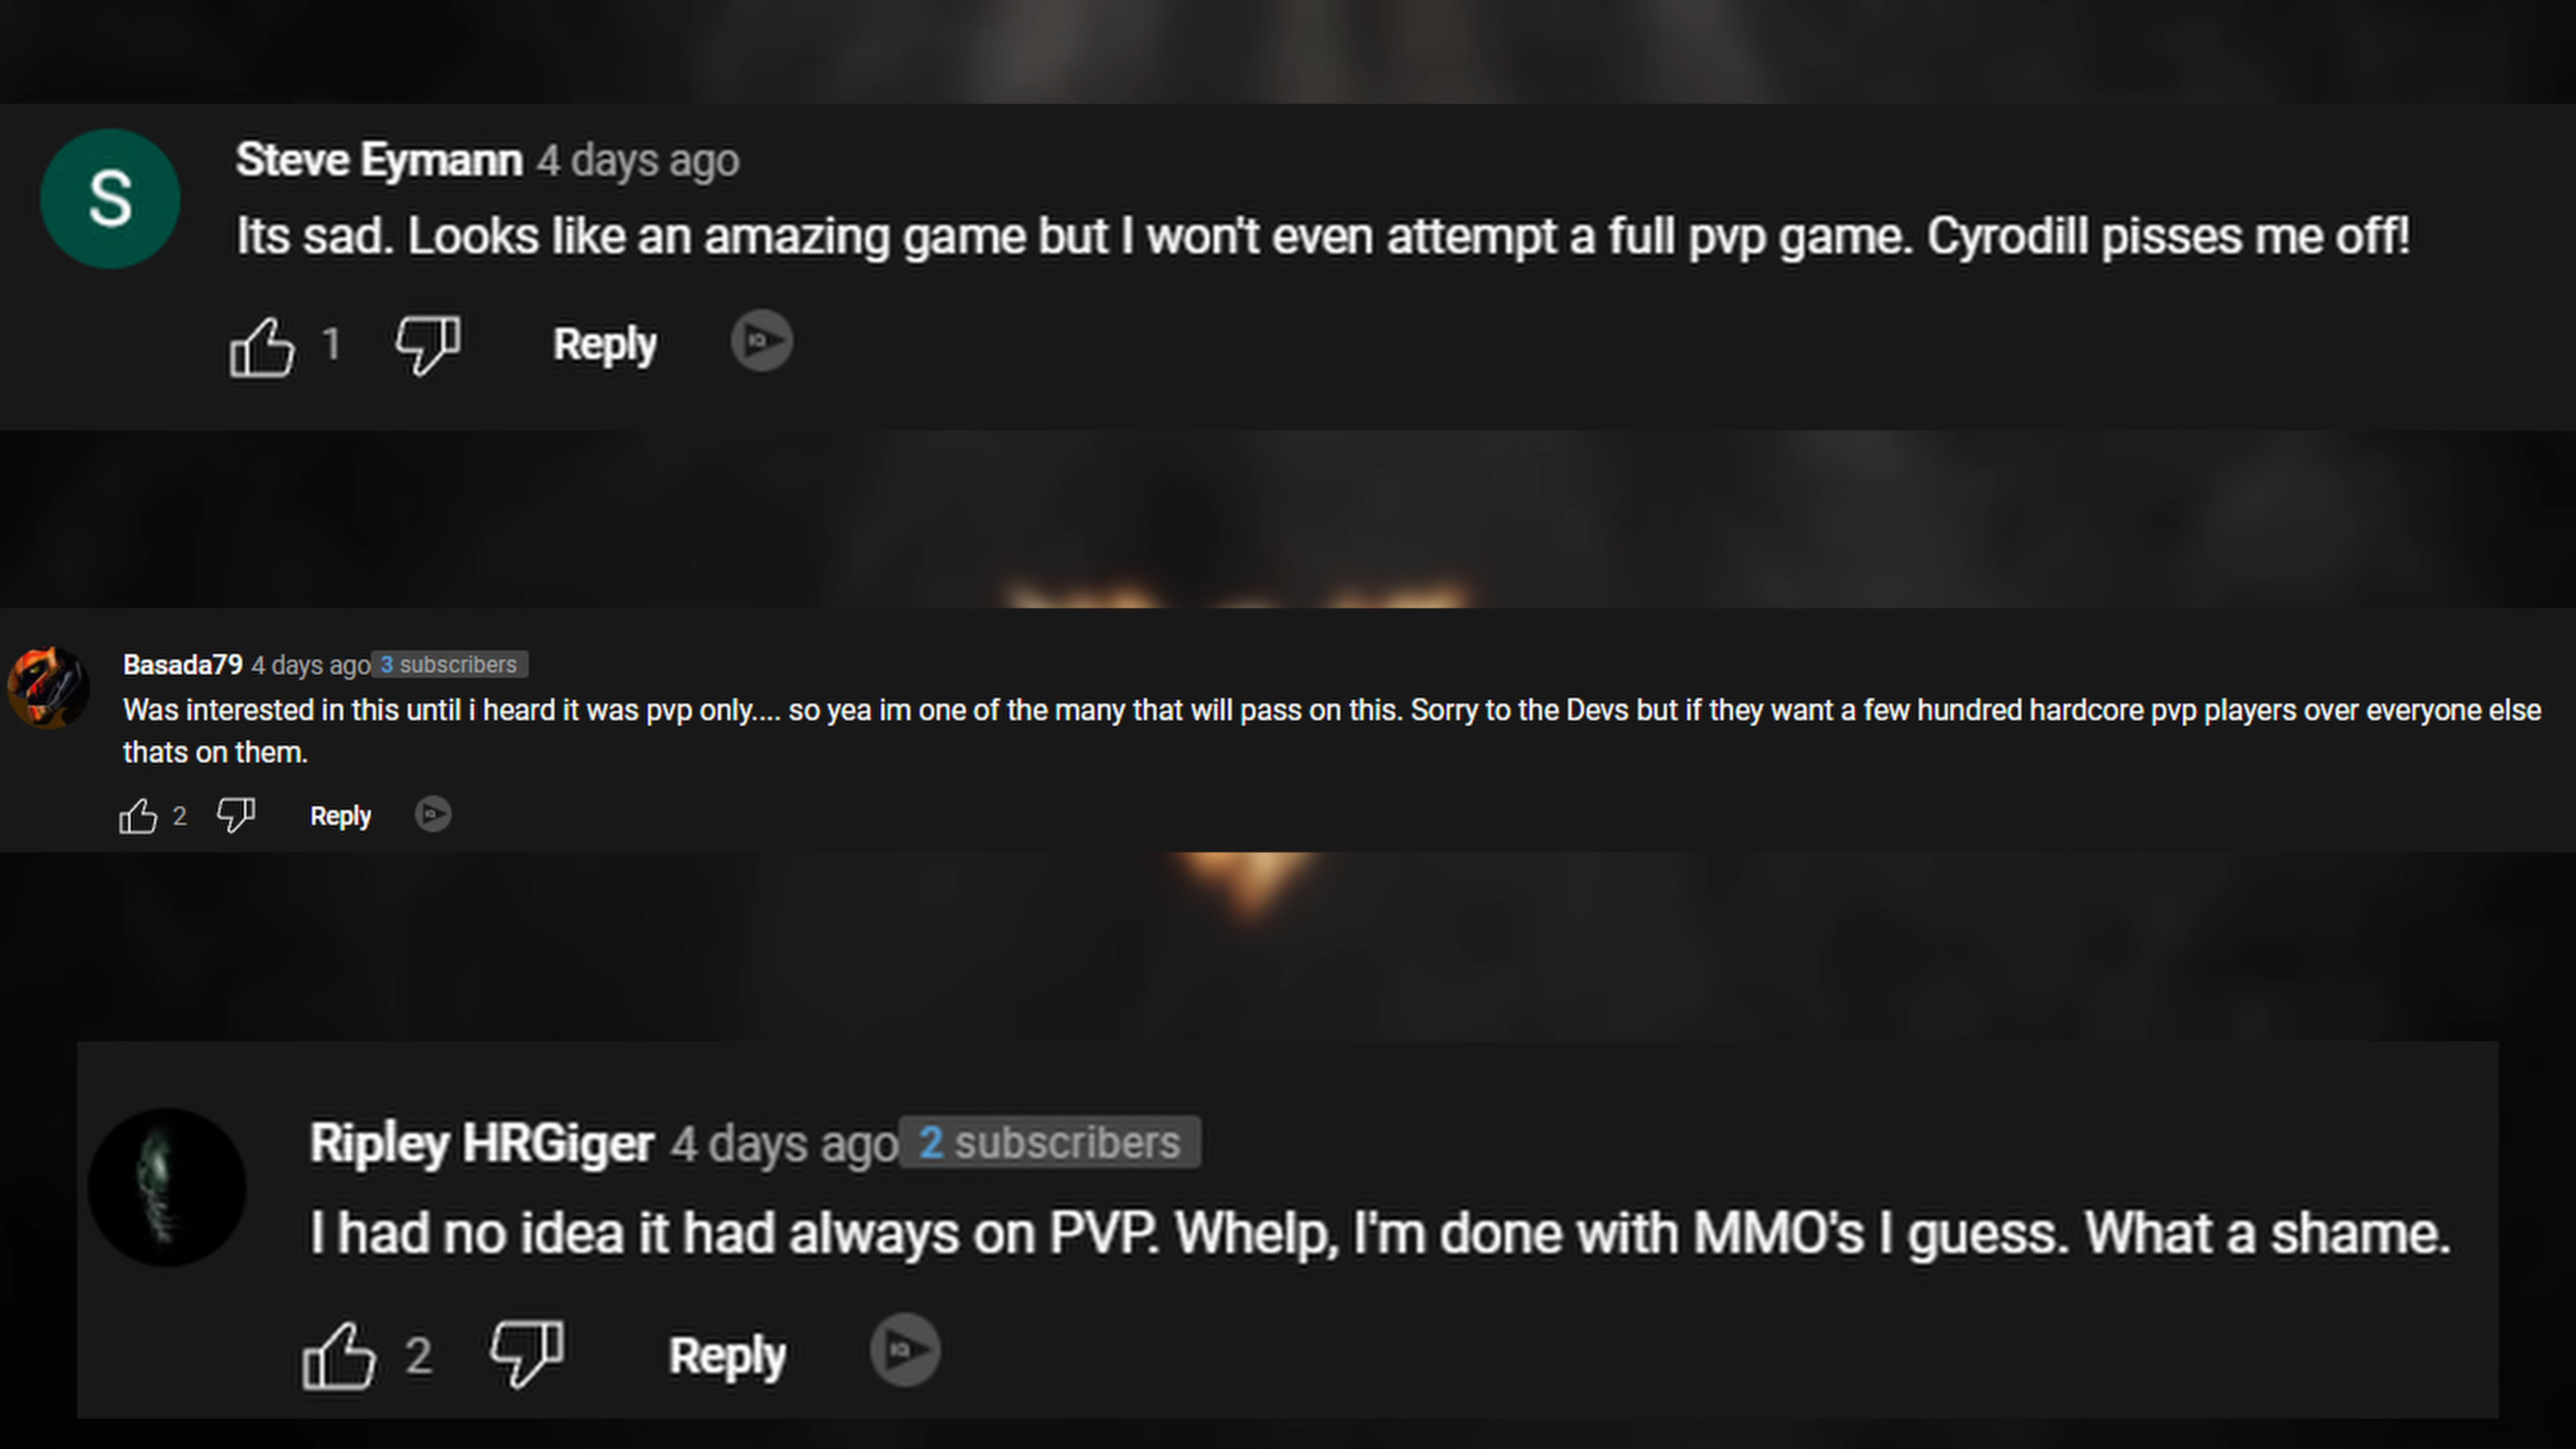 S
Steve Eymann 4 days ago
Its sad. Looks like an amazing game but I won't even attempt a full pvp game. Cyrodill pisses me off!
1 Reply
Basada79 4 days ago 3 subscribers
Was interested in this until i heard it was pvp only.... so yea im one of the many that will pass on this. Sorry to the Devs but if they want a few hundred hardcore pvp players over everyone else
thats on them.
2 Reply
Ripley HRGiger 4 days ago 2 subscribers
I had no idea it had always on PVP. Whelp, I'm done with MMO's I guess. What a shame.
2 Reply